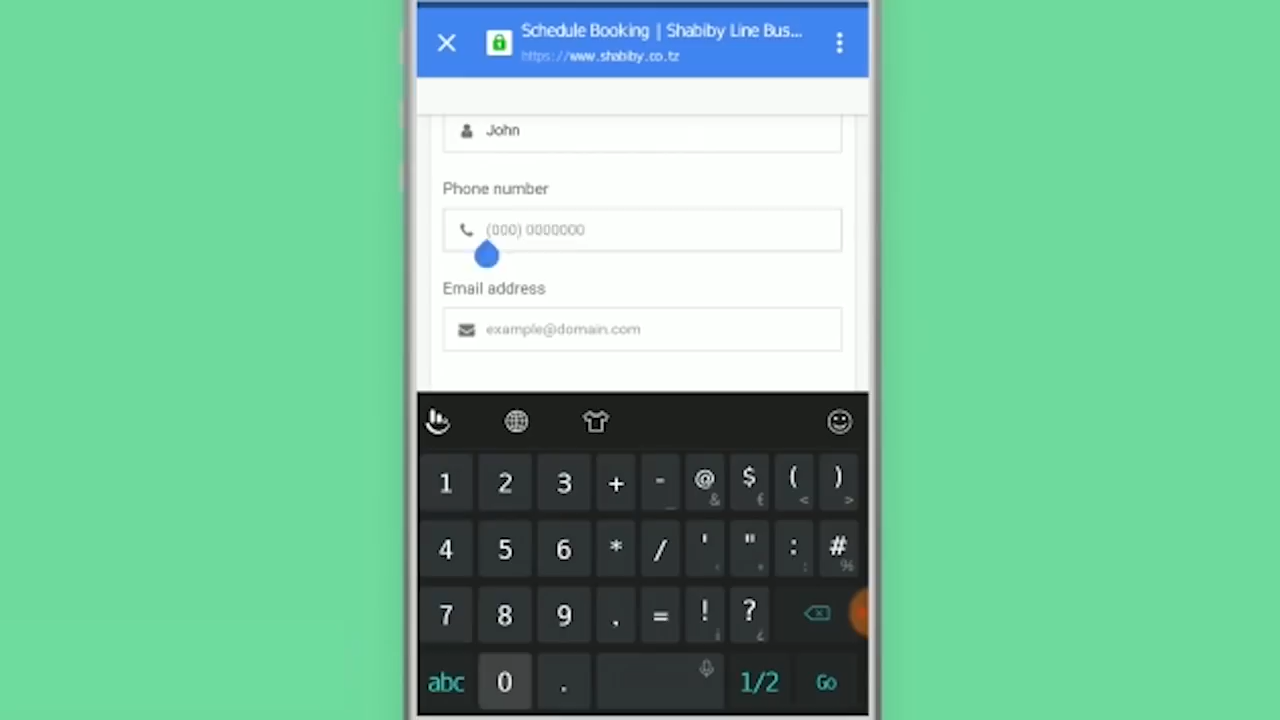 Schedule Booking | Shabiby Line Bus...
https://www.shabiby.co.tz
John
Phone number
(000) 0000000
Email address
example@domain.com
1 2 3 + - @ $ ( )
_ & € < >
4 5 6 * / ' " : #
%
7 8 9 , = ! ?
¡ ¿
abc 0 . 1/2 Go